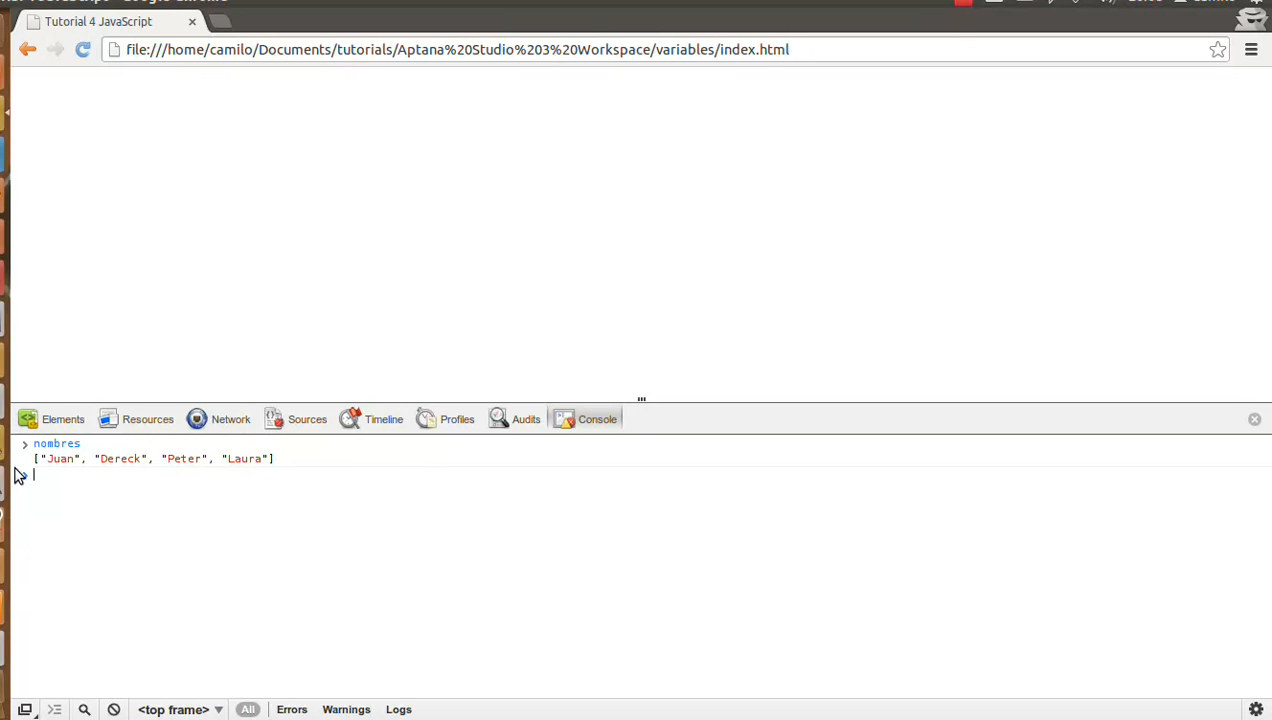 Tutorial 4 JavaScript
file:///home/camilo/Documents/tutorials/Aptana%20Studio%203%20Workspace/variables/index.html
Elements Resources Network Sources Timeline Profiles Audits Console
nombres
["Juan", "Dereck", "Peter", "Laura"]
<top frame> All Errors Warnings Logs